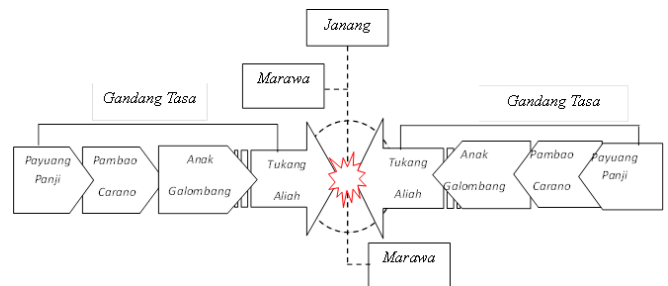 Janang
Marawa
Gandang Tasa
Gandang Tasa
Payuang
Panji
Pambao
Carano
Anak
Galombang
Tukang
Aliah
Tukang
Aliah
Anak
Galombang
Pambao
Carano
Payuang
Panji
Marawa